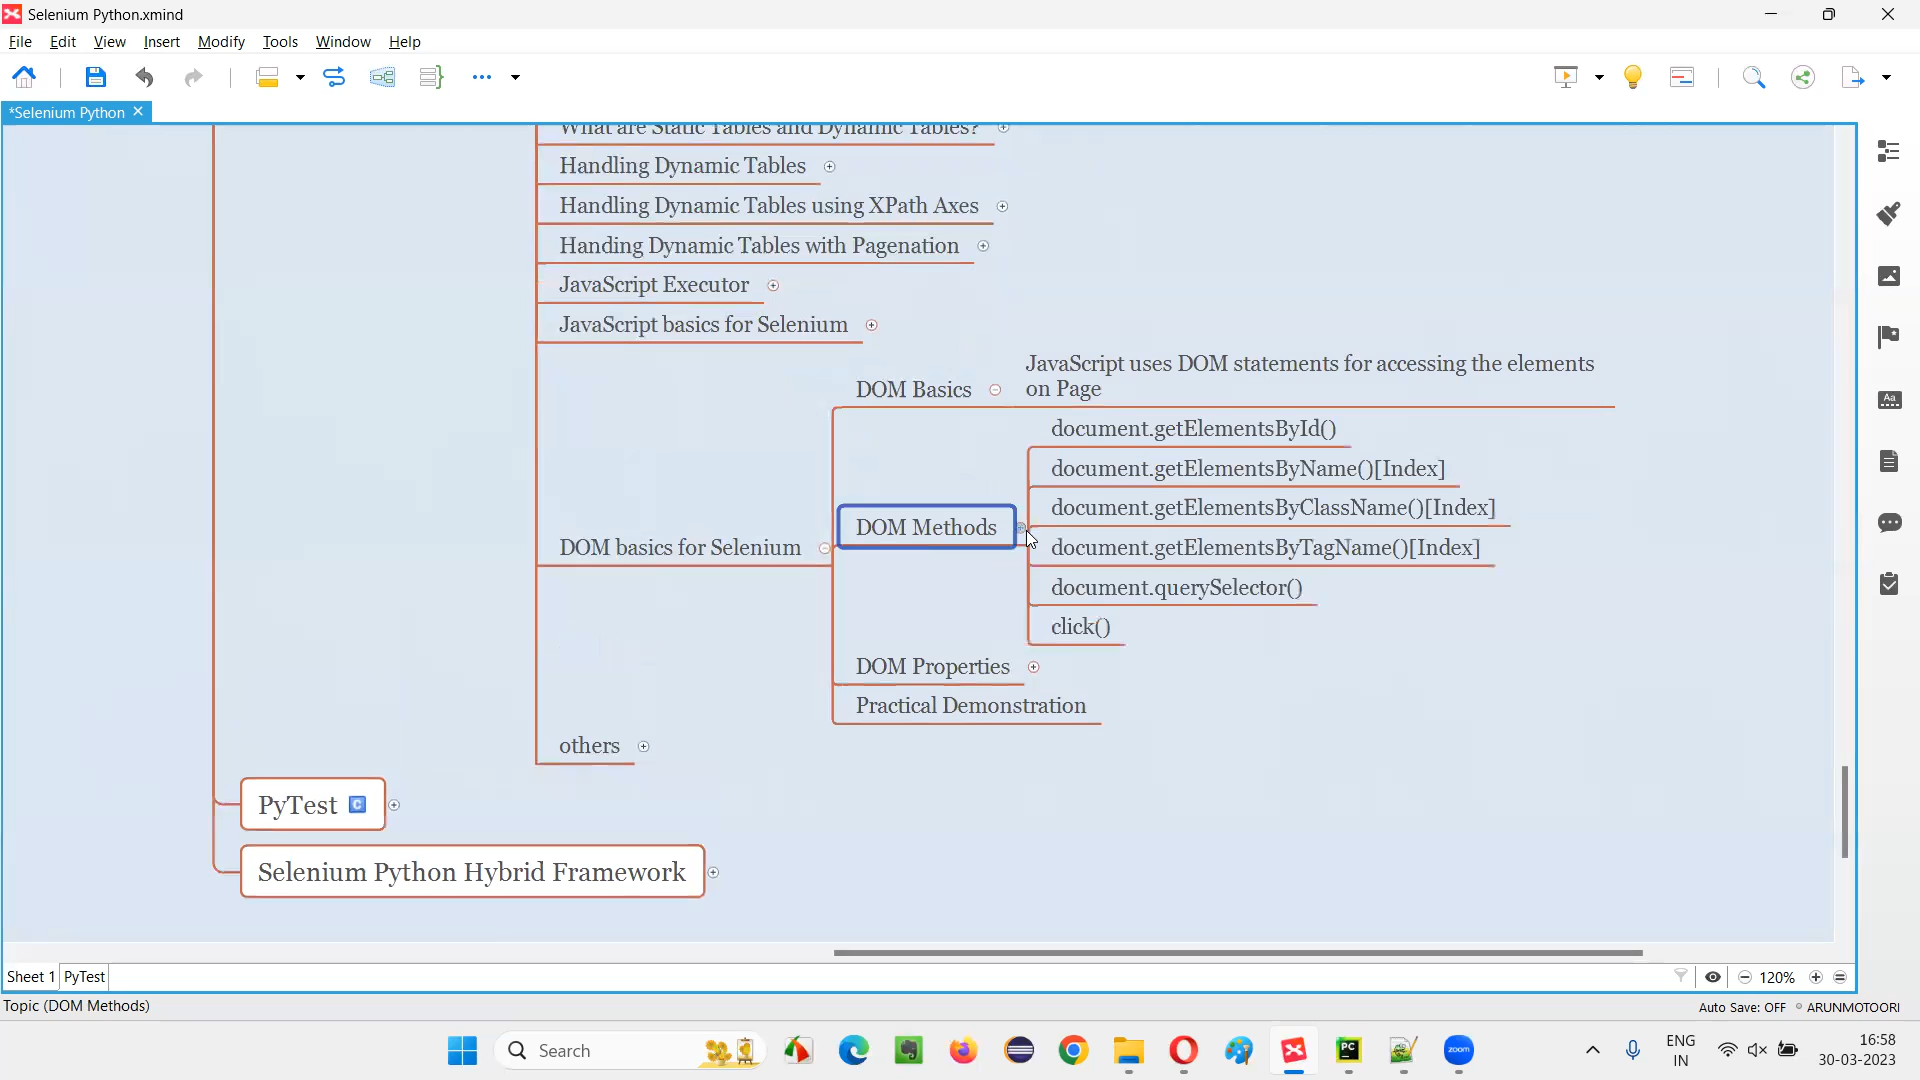 Selenium Python.xmind
File Edit View Insert Modify Tools Window Help
*Selenium Python
What are Static Tables and Dynamic Tables?
Handling Dynamic Tables
Handling Dynamic Tables using XPath Axes
Handing Dynamic Tables with Pagenation
JavaScript Executor
JavaScript basics for Selenium
JavaScript uses DOM statements for accessing the elements
DOM Basics on Page
document.getElementsById()
document.getElementsByName()[Index]
document.getElementsByClassName()[Index]
DOM Methods
DOM basics for Selenium document.getElementsByTagName()[Index]
document.querySelector()
click()
DOM Properties
Practical Demonstration
others
PyTest C
Selenium Python Hybrid Framework
Sheet 1 PyTest 120%
Topic (DOM Methods) Auto Save: OFF ARUNMOTOORI
Search zoom PC ENG
IN
16:58
30-03-2023
Aa